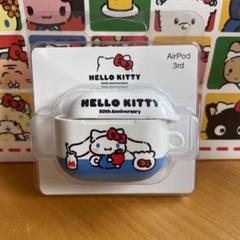 AirPod
3rd
HELLO KITTY
HELLO KITTY
50th Anniversary
M